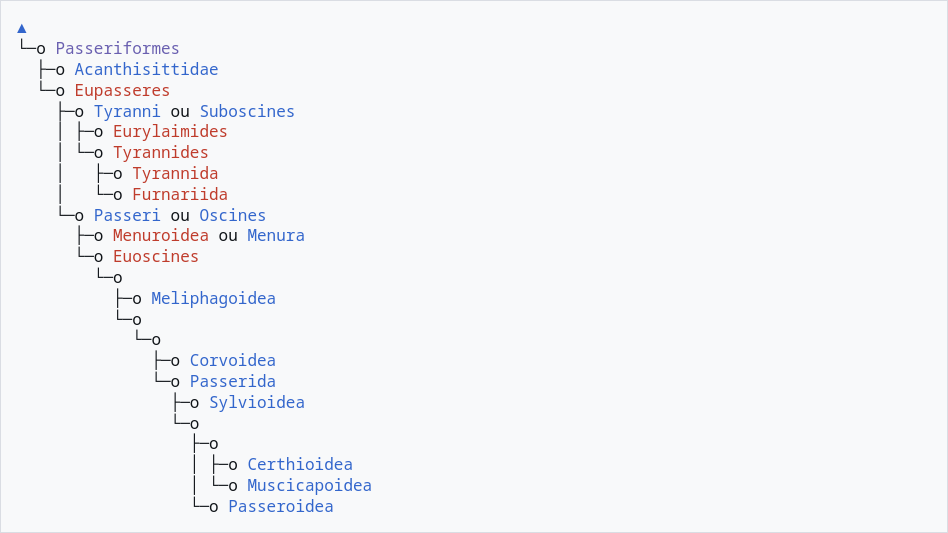 ▲
└─o Passeriformes
  ├─o Acanthisittidae
  └─o Eupasseres
    ├─o Tyranni ou Suboscines
    │ ├─o Eurylaimides
    │ └─o Tyrannides
    │   ├─o Tyrannida
    │   └─o Furnariida
    └─o Passeri ou Oscines
      ├─o Menuroidea ou Menura
      └─o Euoscines
        └─o
          ├─o Meliphagoidea
          └─o
            └─o
              ├─o Corvoidea
              └─o Passerida
                ├─o Sylvioidea
                └─o
                  ├─o
                  │ ├─o Certhioidea
                  │ └─o Muscicapoidea
                  └─o Passeroidea